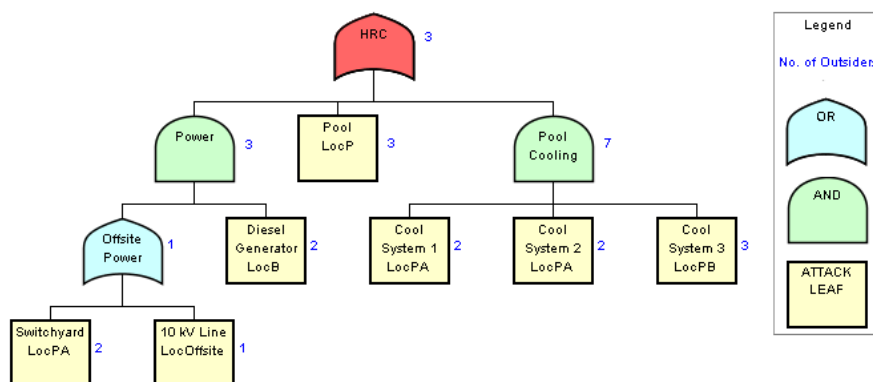 HRC
3
Power
3
Pool
LocP
3
Pool
Cooling
7
Offsite
Power
1
Diesel
Generator
LocB
2
Cool
System 1
LocPA
2
Cool
System 2
LocPA
2
Cool
System 3
LocPB
3
Switchyard
LocPA
2
10 kV Line
LocOffsite
1
Legend
No. of Outsiders
OR
AND
ATTACK
LEAF